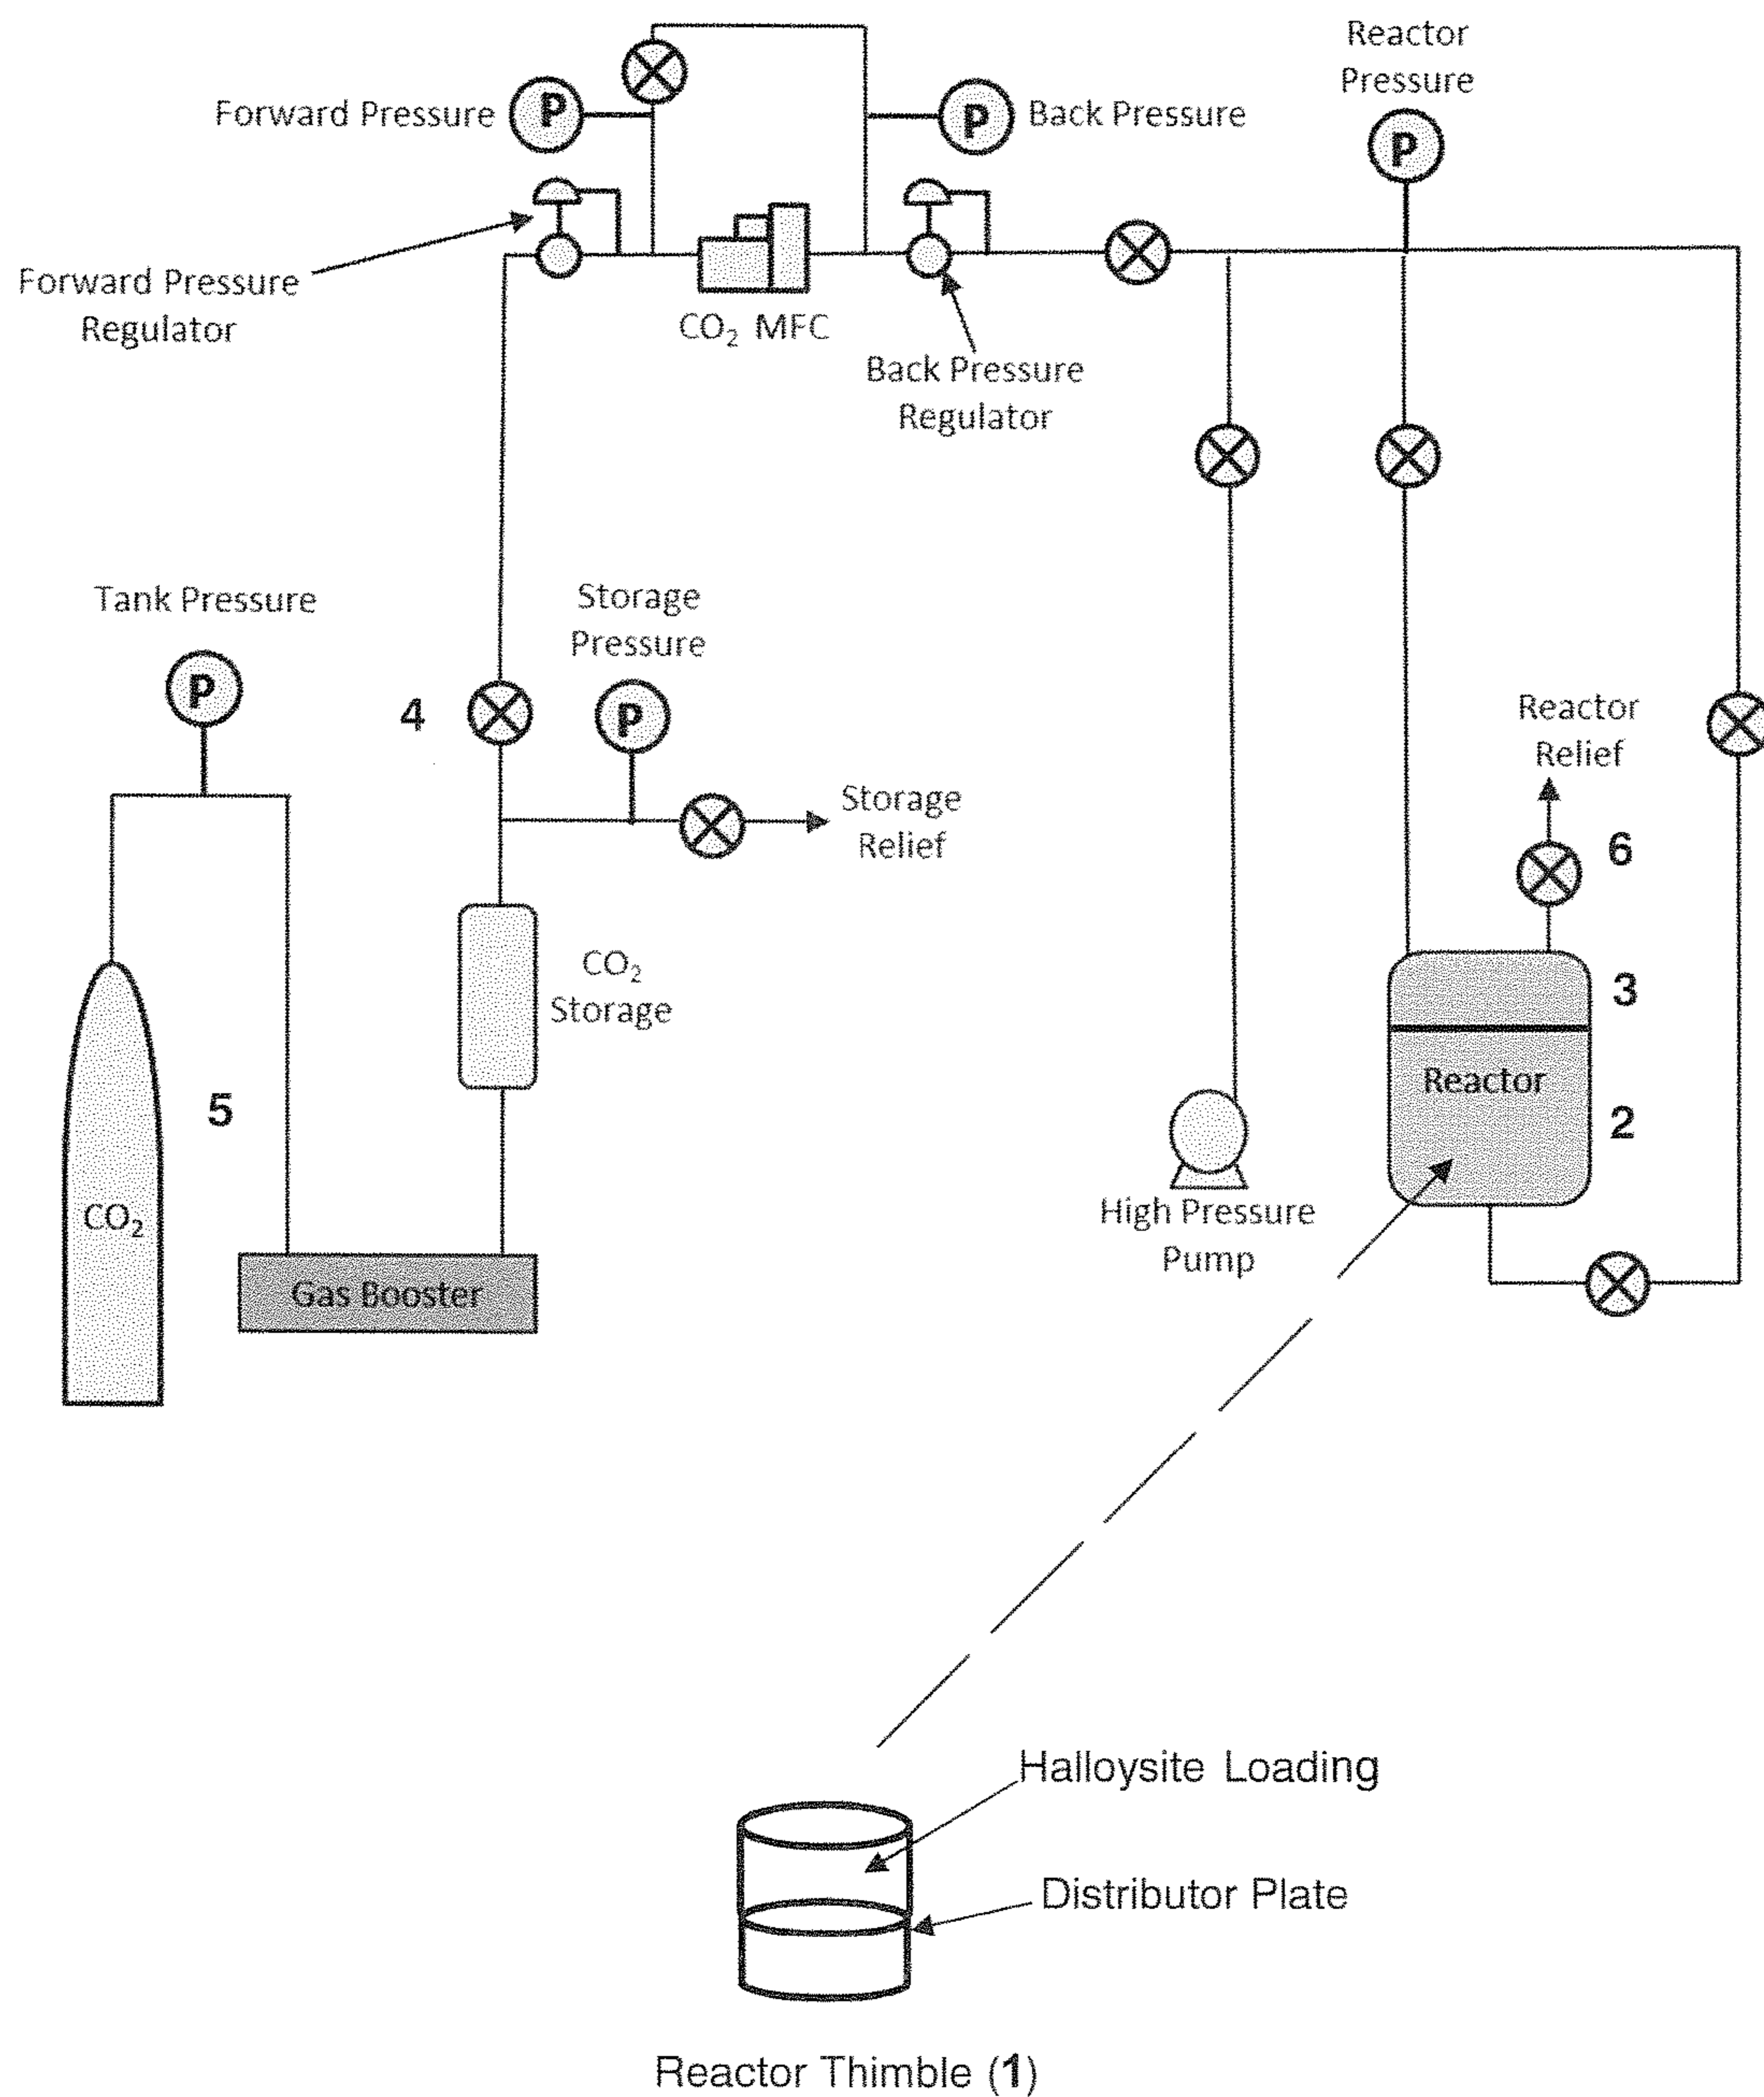 Reactor
Pressure
P
Forward Pressure
P
Back Pressure
P
Forward Pressure
Regulator
CO₂ MFC
Back Pressure
Regulator
Tank Pressure
P
Storage
Pressure
P
4
Storage
Relief
Reactor
Relief
6
CO₂
Storage
3
Reactor
2
5
CO₂
High Pressure
Pump
Gas Booster
Halloysite Loading
Distributor Plate
Reactor Thimble (1)